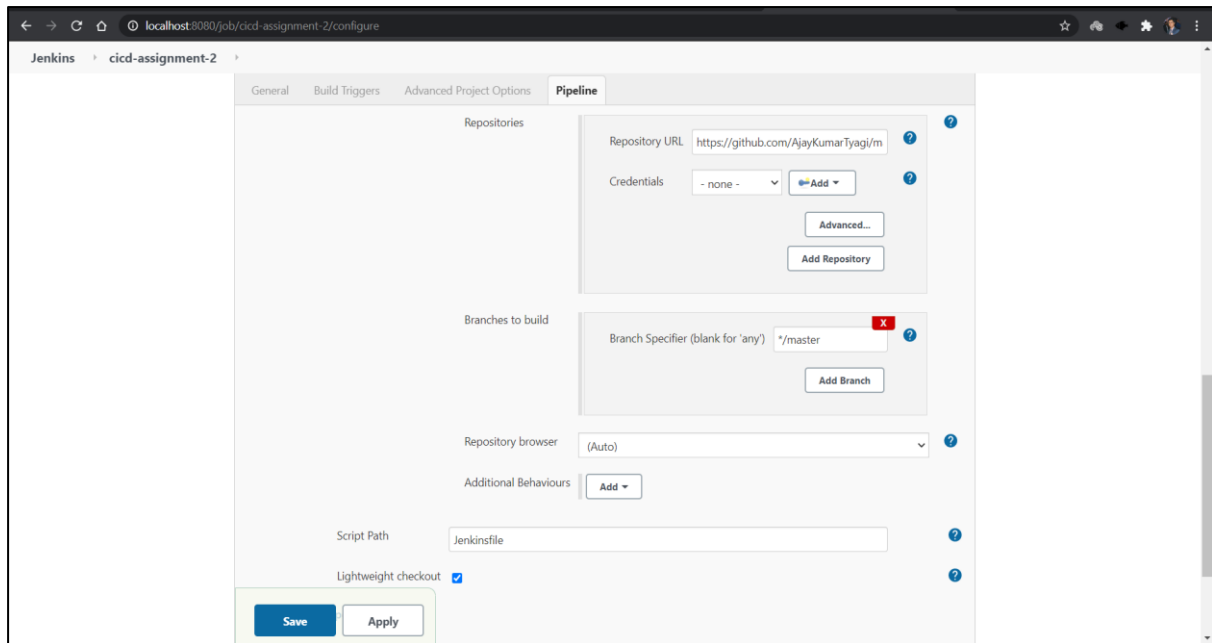 localhost:8080/job/cicd-assignment-2/configure
Jenkins cicd-assignment-2
General Build Triggers Advanced Project Options Pipeline
Repositories
Repository URL https://github.com/AjayKumarTyagi/m
Credentials - none - Add
Advanced...
Add Repository
Branches to build
X
Branch Specifier (blank for 'any') */master
Add Branch
Repository browser (Auto)
Additional Behaviours Add
Script Path Jenkinsfile
Lightweight checkout
Save Apply